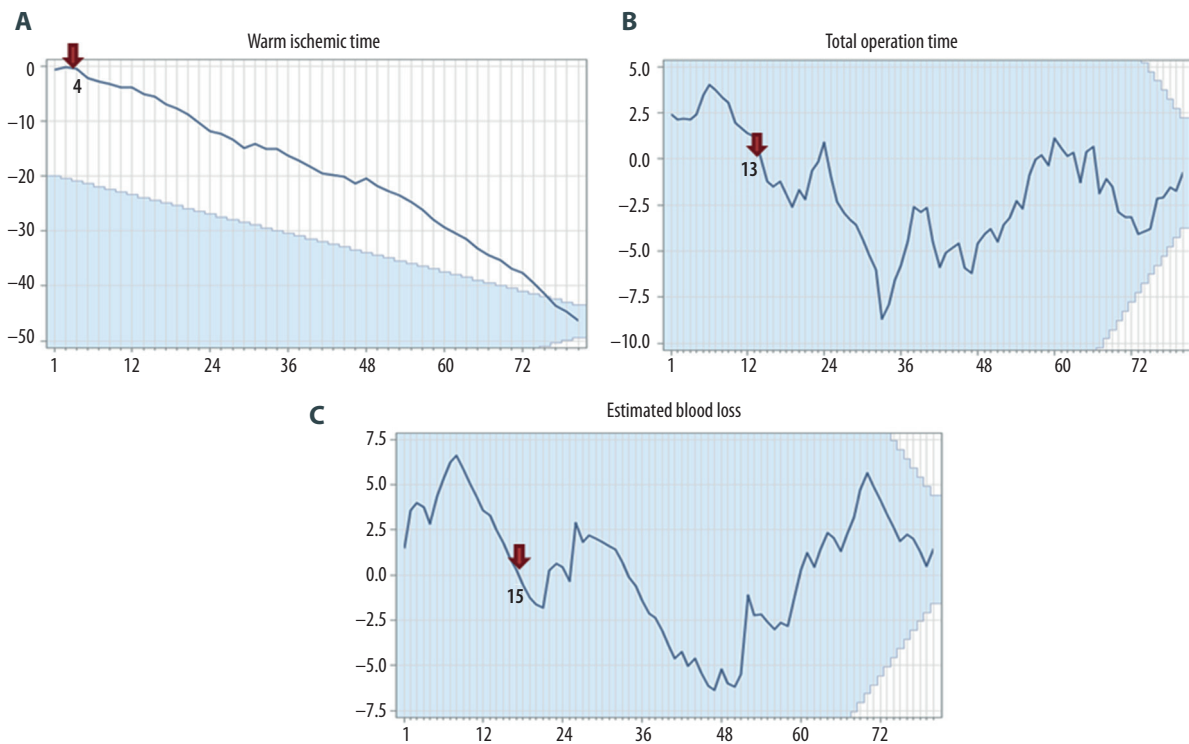 A
Warm ischemic time
0
−10
−20
−30
−40
−50
4
1 12 24 36 48 60 72
B
Total operation time
5.0
2.5
0.0
−2.5
−5.0
−7.5
−10.0
13
1 12 24 36 48 60 72
C
Estimated blood loss
7.5
5.0
2.5
0.0
−2.5
−5.0
−7.5
15
1 12 24 36 48 60 72